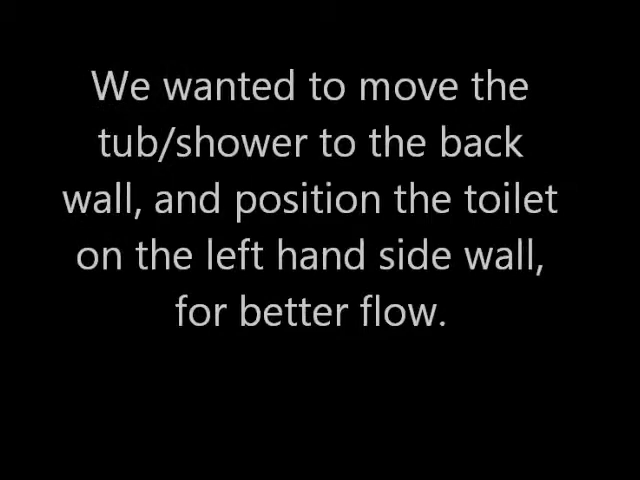 We wanted to move the
tub/shower to the back
wall, and position the toilet
on the left hand side wall,
for better flow.